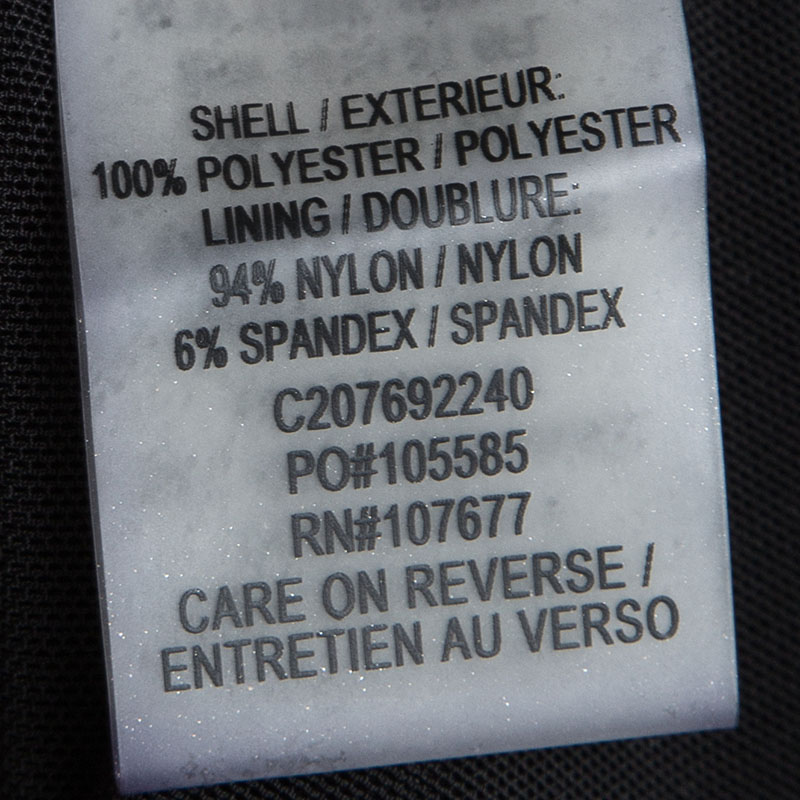 SHELL / EXTERIEUR:
100% POLYESTER / POLYESTER
LINING / DOUBLURE:
94% NYLON / NYLON
6% SPANDEX / SPANDEX
C207692240
PO#105585
RN#107677
CARE ON REVERSE /
ENTRETIEN AU VERSO